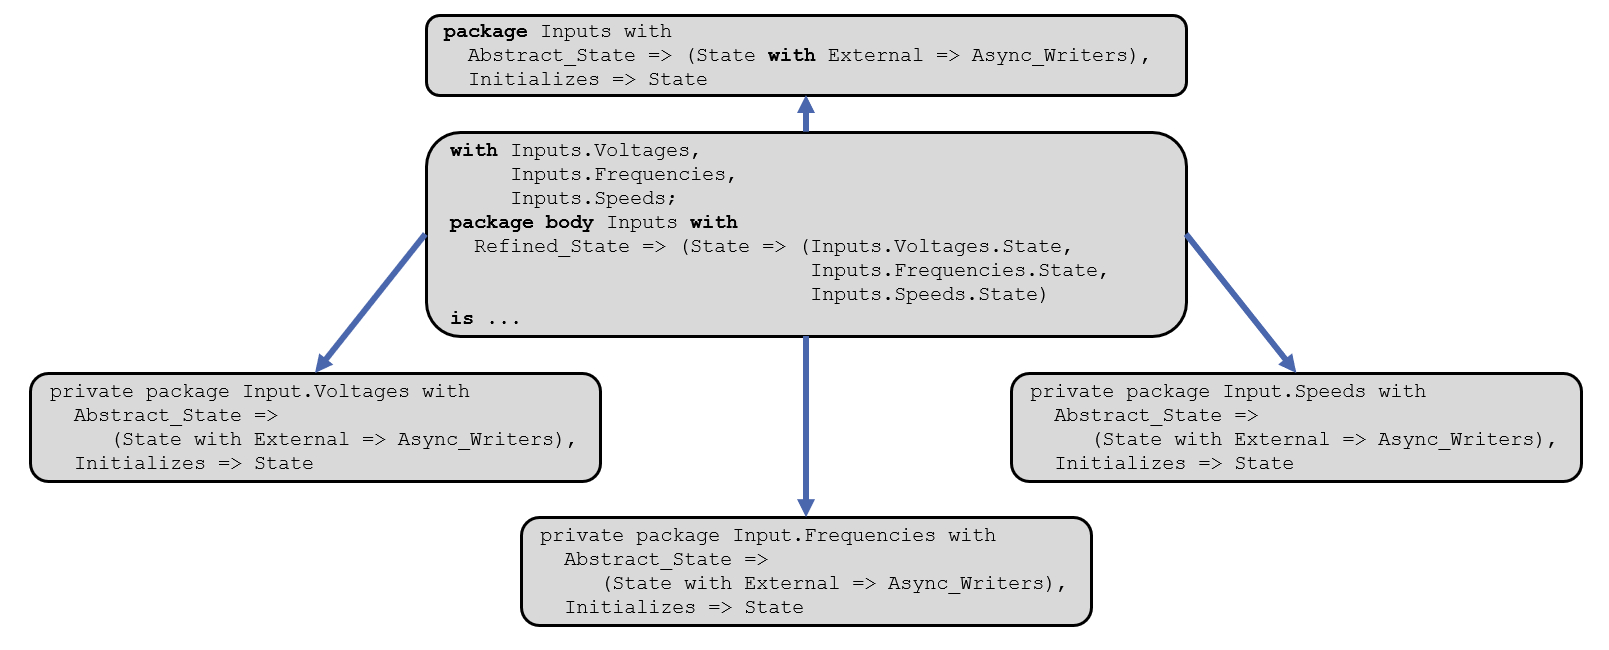 package Inputs with
  Abstract_State => (State with External => Async_Writers),
  Initializes => State
with Inputs.Voltages,
     Inputs.Frequencies,
     Inputs.Speeds;
package body Inputs with
  Refined_State => (State => (Inputs.Voltages.State,
                              Inputs.Frequencies.State,
                              Inputs.Speeds.State)
is ...
private package Input.Voltages with
  Abstract_State =>
     (State with External => Async_Writers),
  Initializes => State
private package Input.Speeds with
  Abstract_State =>
     (State with External => Async_Writers),
  Initializes => State
private package Input.Frequencies with
  Abstract_State =>
     (State with External => Async_Writers),
  Initializes => State